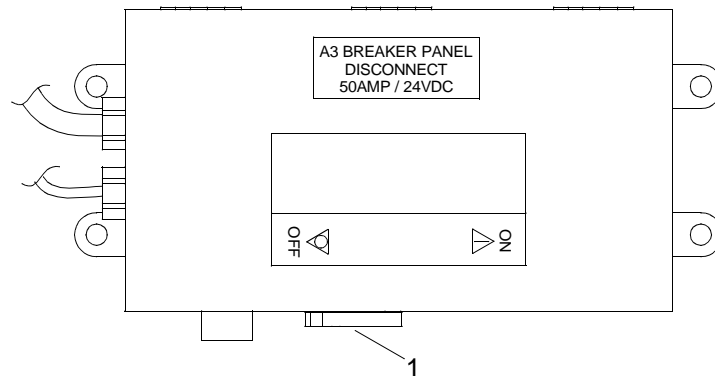 A3 BREAKER PANEL
DISCONNECT
50AMP / 24VDC
OFF
ON
1